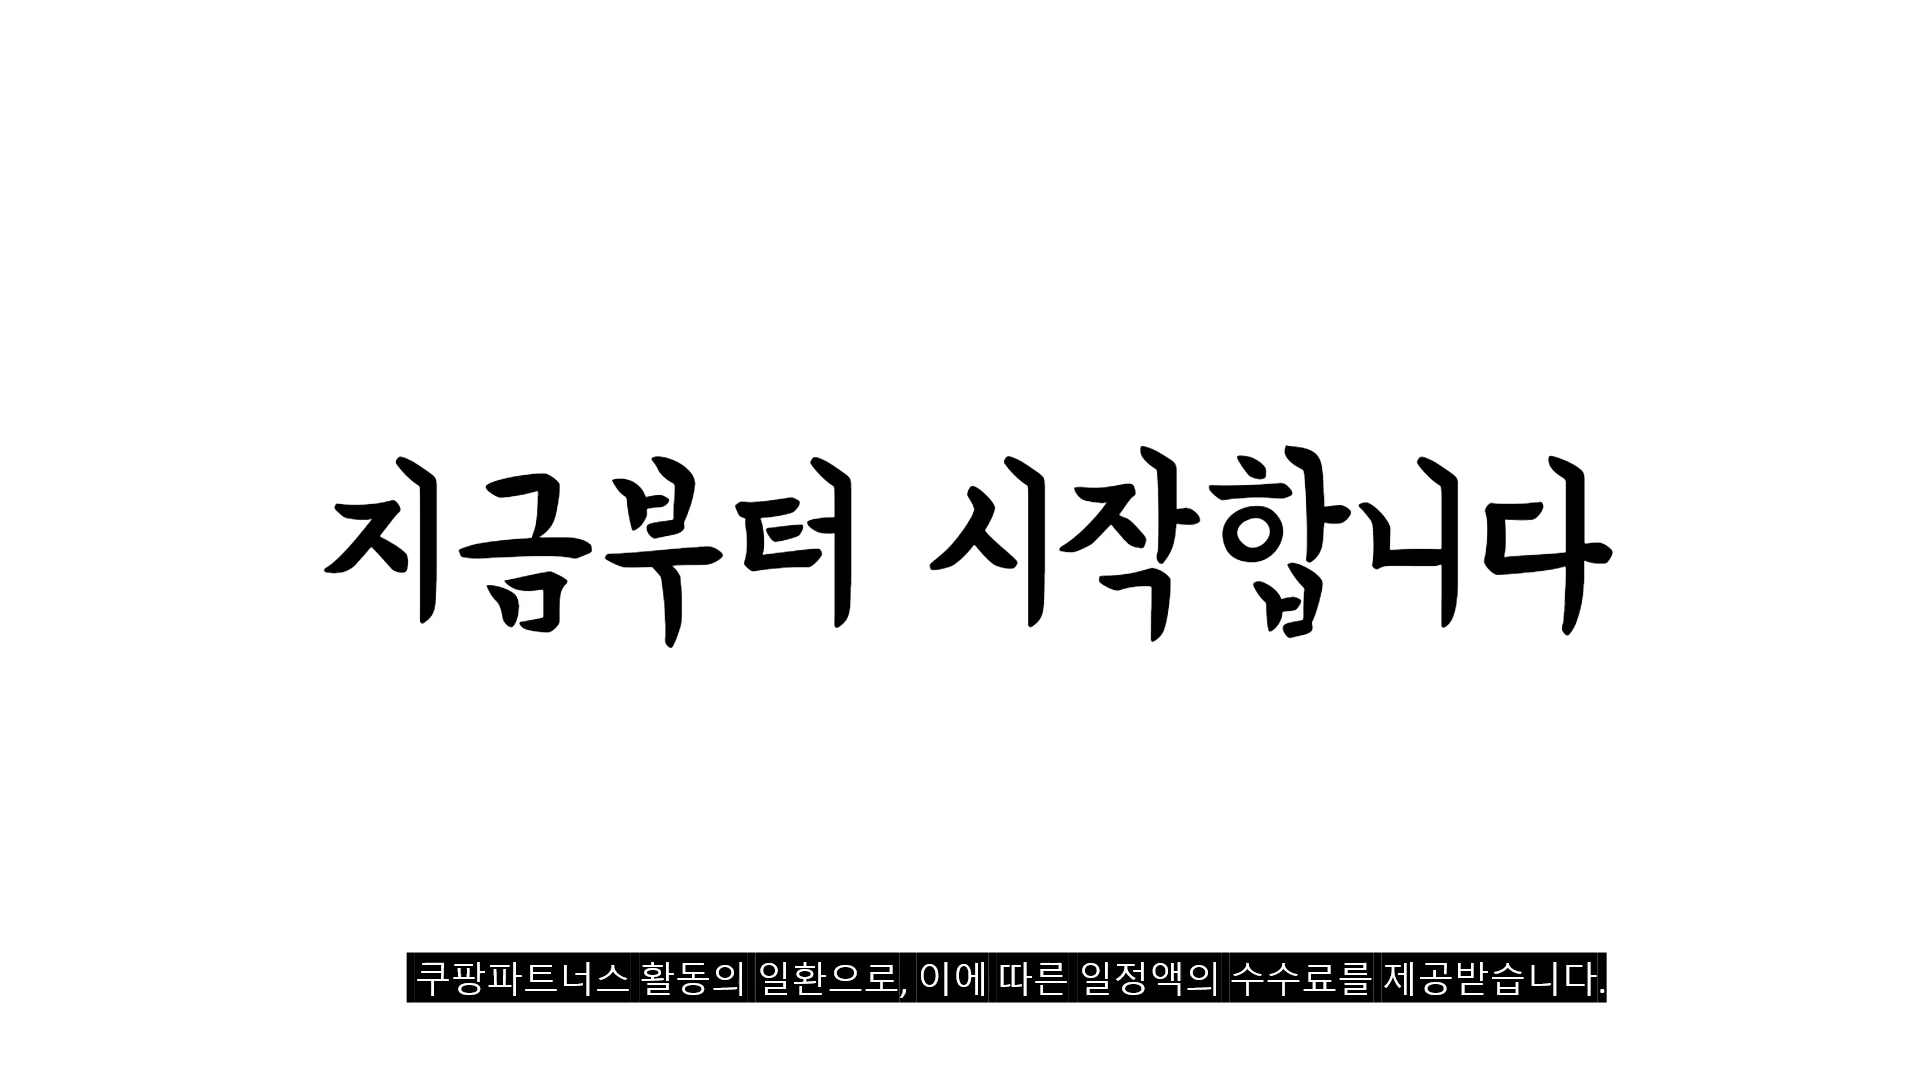 지금부터 시작합니다
쿠팡파트너스 활동의 일환으로, 이에 따른 일정액의 수수료를 제공받습니다.